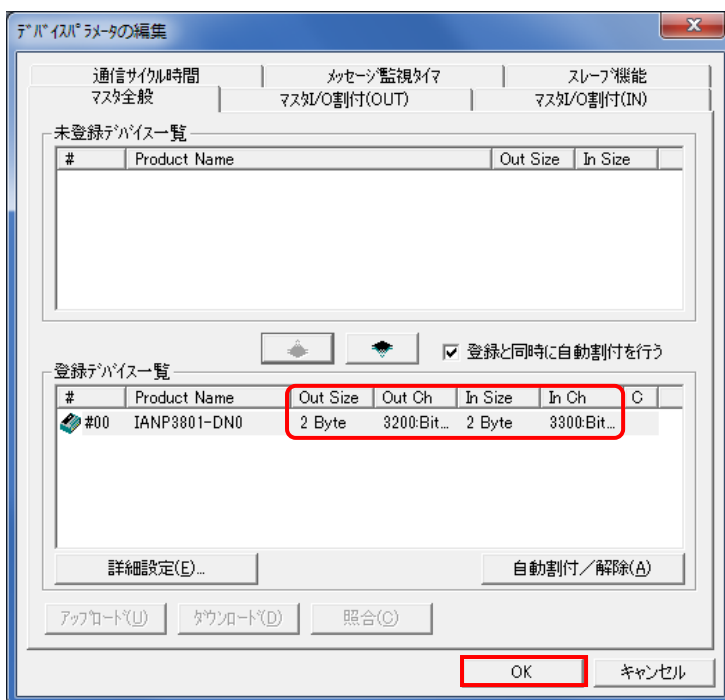 デバイスパラメータの編集
通信サイクル時間 メッセージ監視タイマ スレーブ機能
マスタ全般 マスタI/O割付(OUT) マスタI/O割付(IN)
未登録デバイス一覧
# Product Name Out Size In Size
登録と同時に自動割付を行う
登録デバイス一覧
# Product Name Out Size Out Ch In Size In Ch C
#00 IANP3801-DN0 2 Byte 3200:Bit... 2 Byte 3300:Bit...
詳細設定(E)... 自動割付／解除(A)
アップロード(U) ダウンロード(D) 照合(C)
OK キャンセル